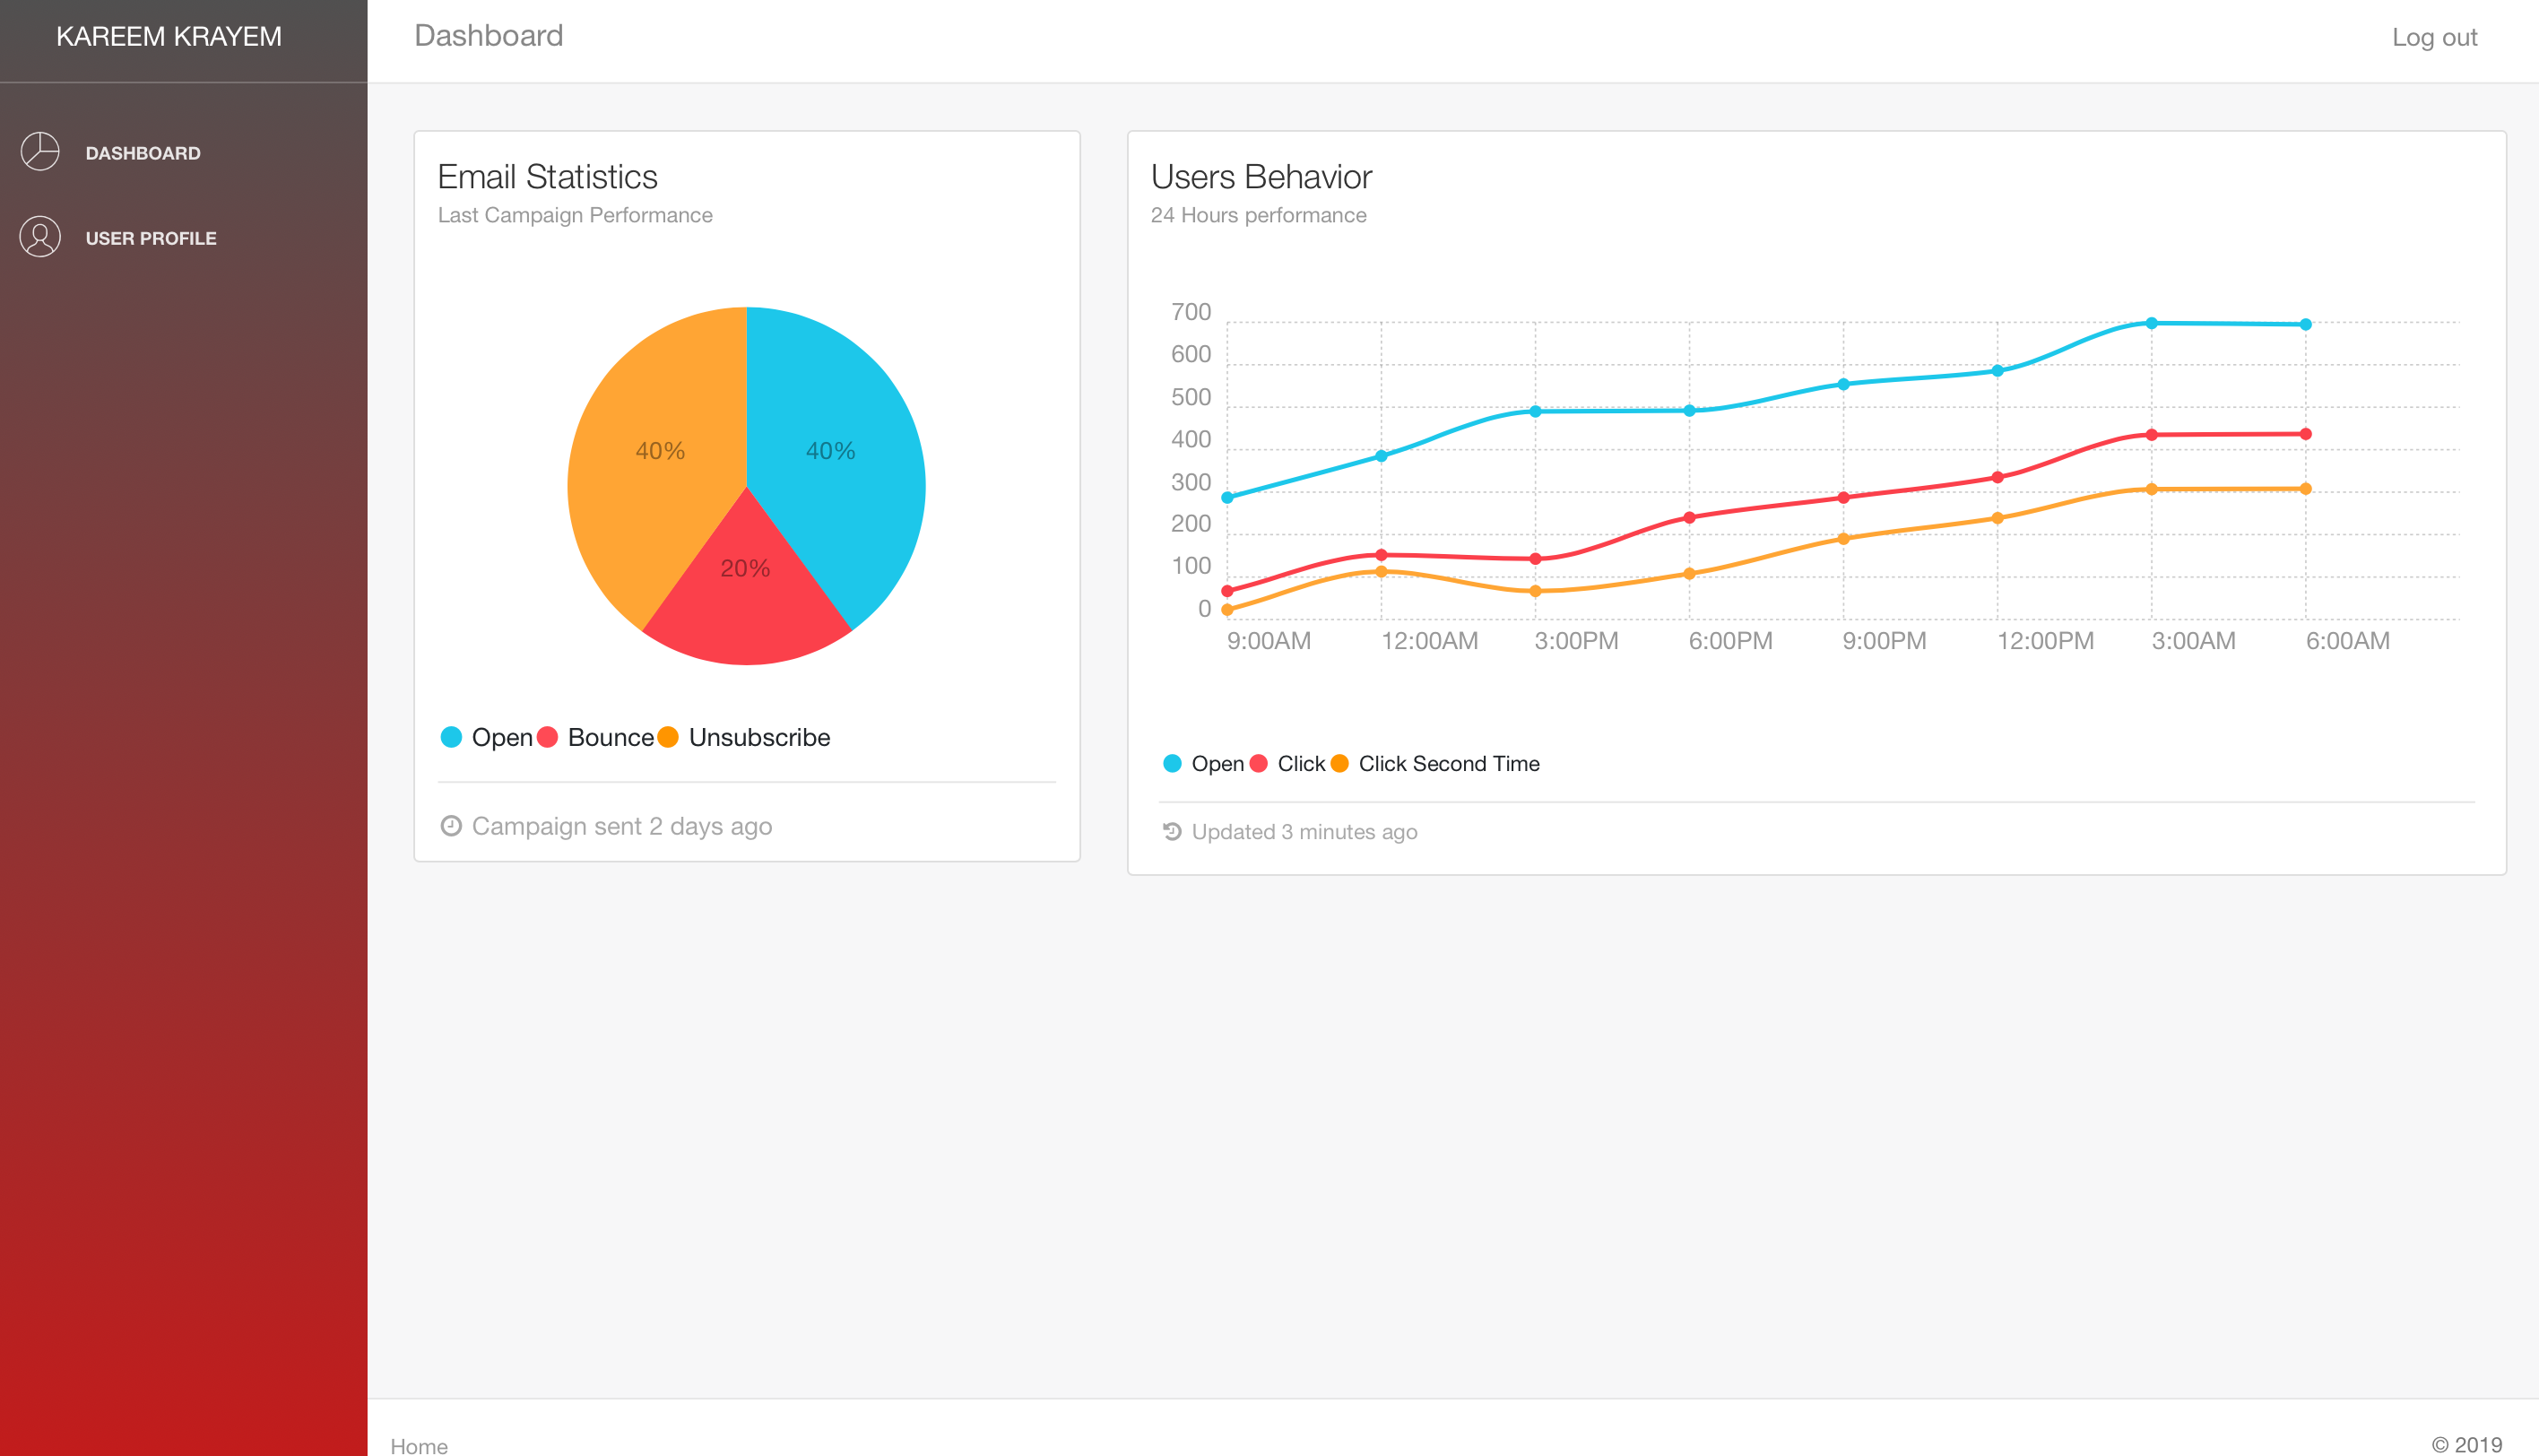 KAREEM KRAYEM
Dashboard
Log out
DASHBOARD
USER PROFILE
Email Statistics
Last Campaign Performance
40%
40%
20%
Open Bounce Unsubscribe
Campaign sent 2 days ago
Users Behavior
24 Hours performance
700
600
500
400
300
200
100
0
9:00AM 12:00AM 3:00PM 6:00PM 9:00PM 12:00PM 3:00AM 6:00AM
Open Click Click Second Time
Updated 3 minutes ago
Home
© 2019